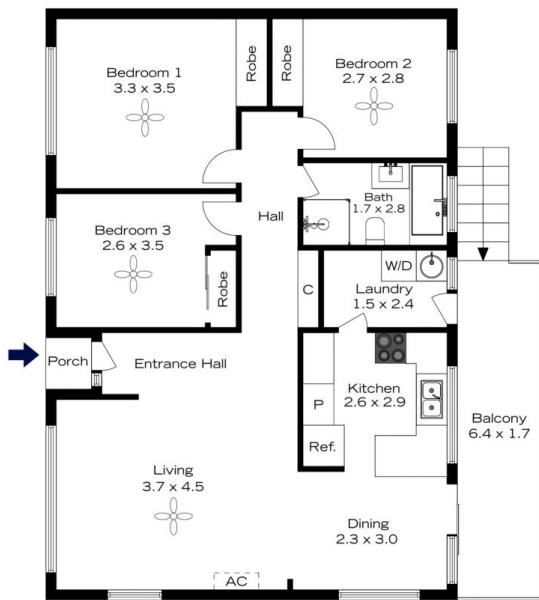 Bedroom 1
3.3 x 3.5
Robe
Robe
Bedroom 2
2.7 x 2.8
Bath
1.7 x 2.8
Hall
Bedroom 3
2.6 x 3.5
Robe
C
W/D
Laundry
1.5 x 2.4
Porch
Entrance Hall
Kitchen
2.6 x 2.9
P
Ref.
Balcony
6.4 x 1.7
Living
3.7 x 4.5
Dining
2.3 x 3.0
AC